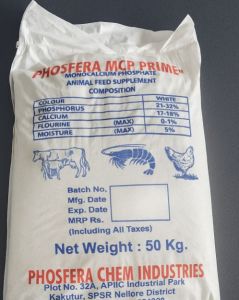 PHOSFERA MCP PRIME"
MONOCALCIUM PHOSPHATE
ANIMAL FEED SUPPLEMENT
COMPOSITION
COLOUR WHITE
PHOSPHORUS 21-32%
CALCIUM 17-18%
FLOURINE (MAX) 0-1%
MOISTURE (MAX) 5%
Batch No.
Mfg. Date
Exp. Date
MRP Rs.
(Including All Taxes)
Net Weight : 50 Kg.
PHOSFERA CHEM INDUSTRIES
Plot No. 32A, APIIC Industrial Park
Kakutur, SPSR Nellore District